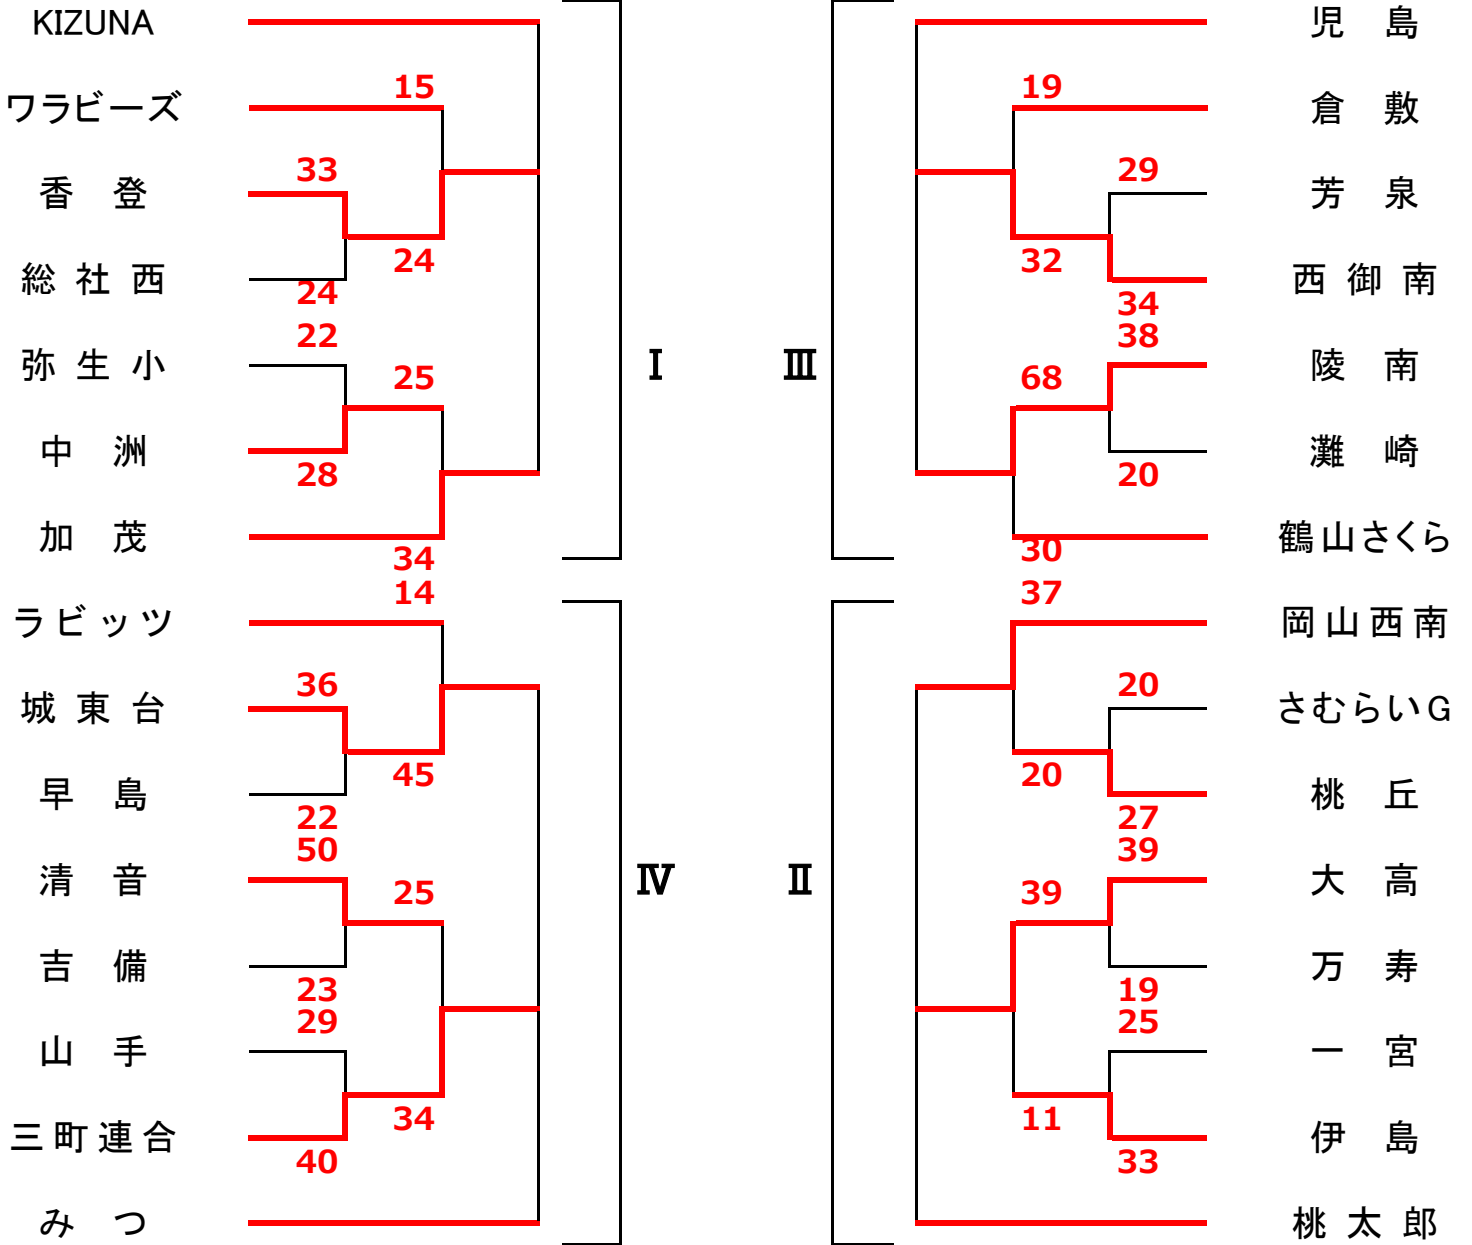 KIZUNA
児島
15
19
ワラビーズ
倉敷
33
29
香登
芳泉
24
32
総社西
西御南
24
34
22
38
弥生小
I
III
陵南
25
68
中洲
灘崎
28
20
加茂
鶴山さくら
34
30
14
37
ラビッツ
岡山西南
36
20
城東台
さむらいG
45
20
早島
桃丘
22
27
50
39
清音
IV
II
大高
25
39
吉備
万寿
23
19
29
25
山手
一宮
34
11
三町連合
伊島
40
33
みつ
桃太郎